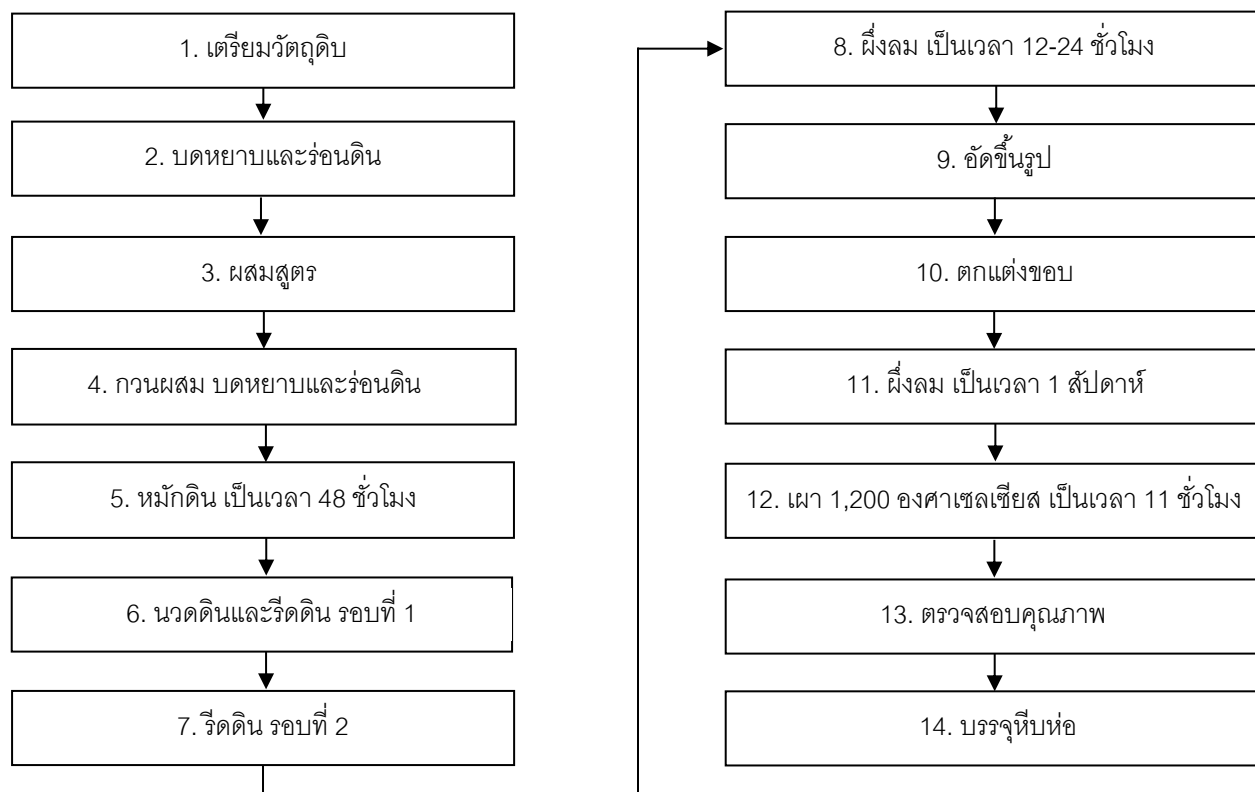 1. เตรียมวัตถุดิบ
2. บดหยาบและร่อนดิน
3. ผสมสูตร
4. กวนผสม บดหยาบและร่อนดิน
5. หมักดิน เป็นเวลา 48 ชั่วโมง
6. นวดดินและรีดดิน รอบที่ 1
7. รีดดิน รอบที่ 2
8. ผึ่งลม เป็นเวลา 12-24 ชั่วโมง
9. อัดขึ้นรูป
10. ตกแต่งขอบ
11. ผึ่งลม เป็นเวลา 1 สัปดาห์
12. เผา 1,200 องศาเซลเซียส เป็นเวลา 11 ชั่วโมง
13. ตรวจสอบคุณภาพ
14. บรรจุหีบห่อ